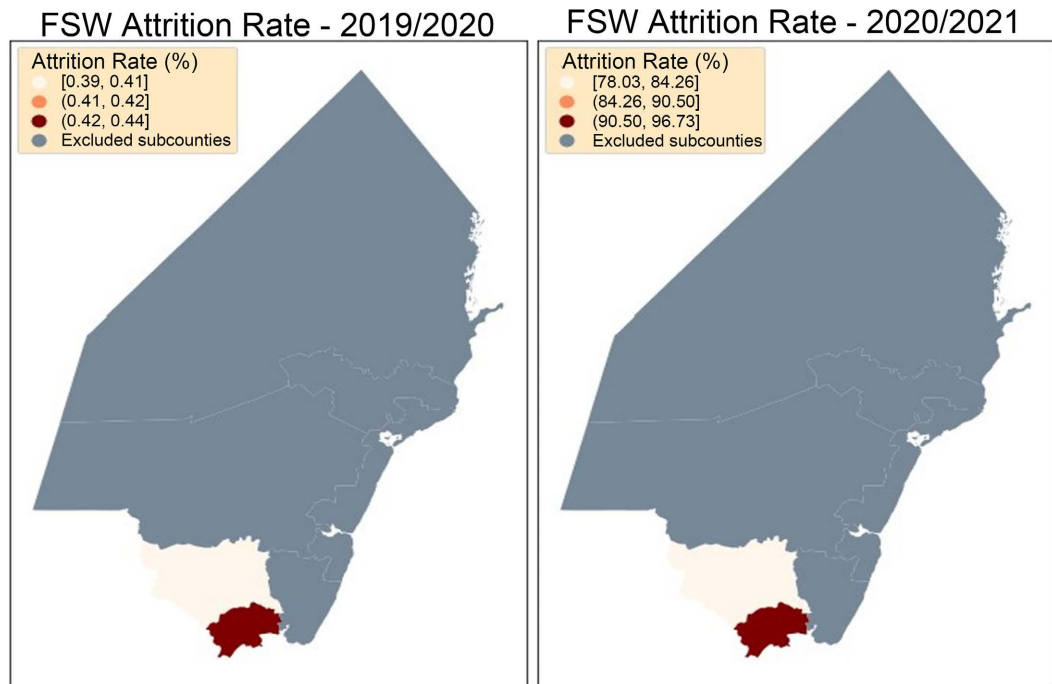 FSW Attrition Rate - 2019/2020
Attrition Rate (%)
[0.39, 0.41]
(0.41, 0.42]
(0.42, 0.44]
Excluded subcounties
FSW Attrition Rate - 2020/2021
Attrition Rate (%)
[78.03, 84.26]
(84.26, 90.50]
(90.50, 96.73]
Excluded subcounties